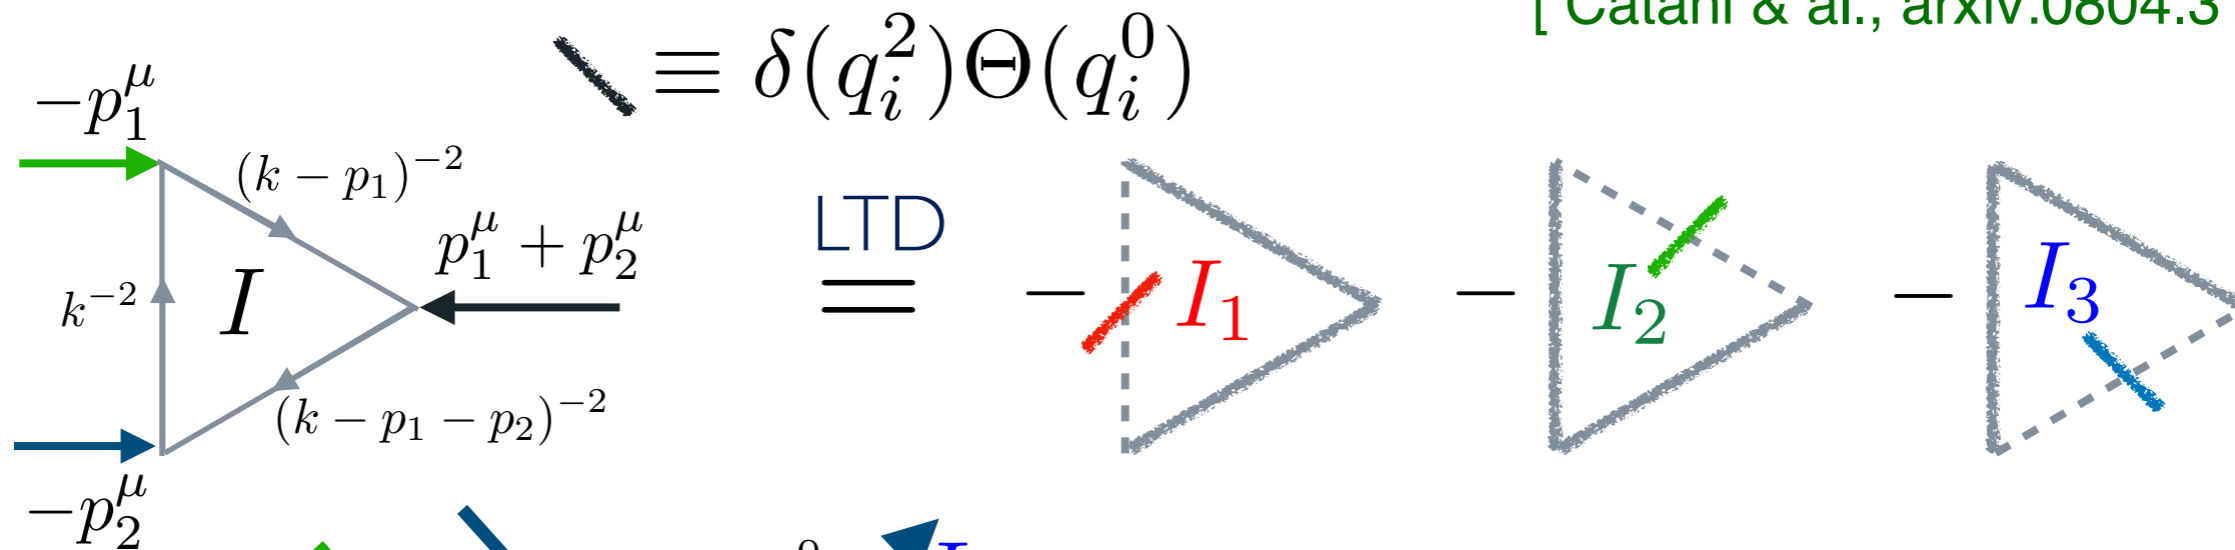 [ Catani & al., arxiv:0804.3
≡ δ(q_i^2)Θ(q_i^0)
−p_1^μ
(k − p_1)^{−2}
p_1^μ + p_2^μ
k^{−2}
I
(k − p_1 − p_2)^{−2}
−p_2^μ
LTD
=
− I_1
− I_2
− I_3
0